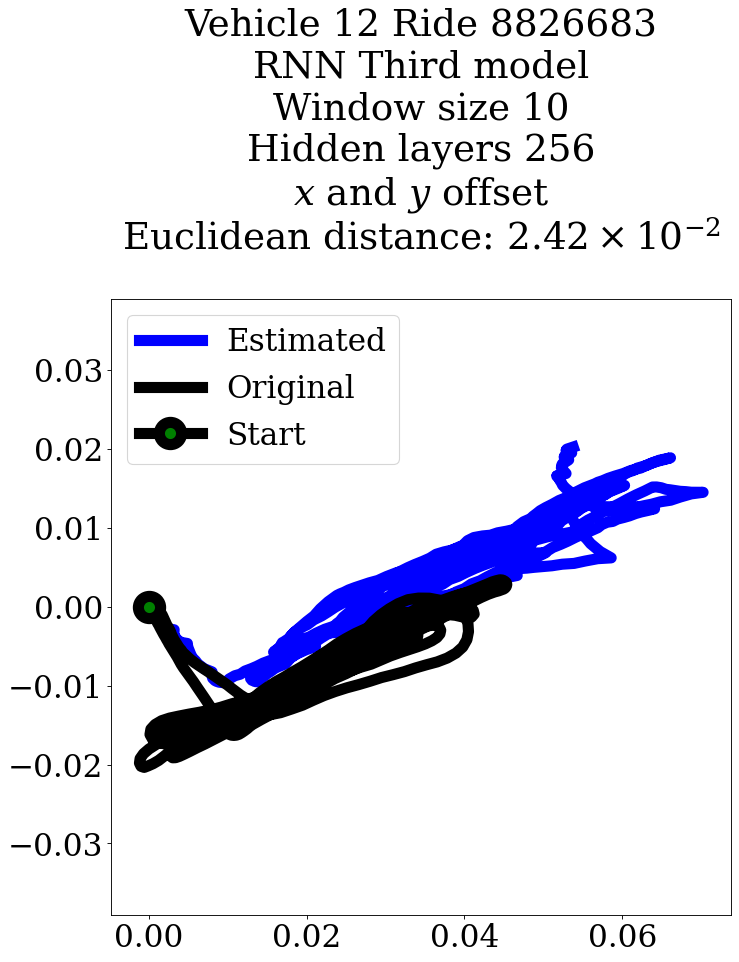 Vehicle 12 Ride 8826683
RNN Third model
Window size 10
Hidden layers 256
x and y offset
Euclidean distance: 2.42 × 10⁻²
Estimated
Original
Start
0.03
0.02
0.01
0.00
−0.01
−0.02
−0.03
0.00 0.02 0.04 0.06